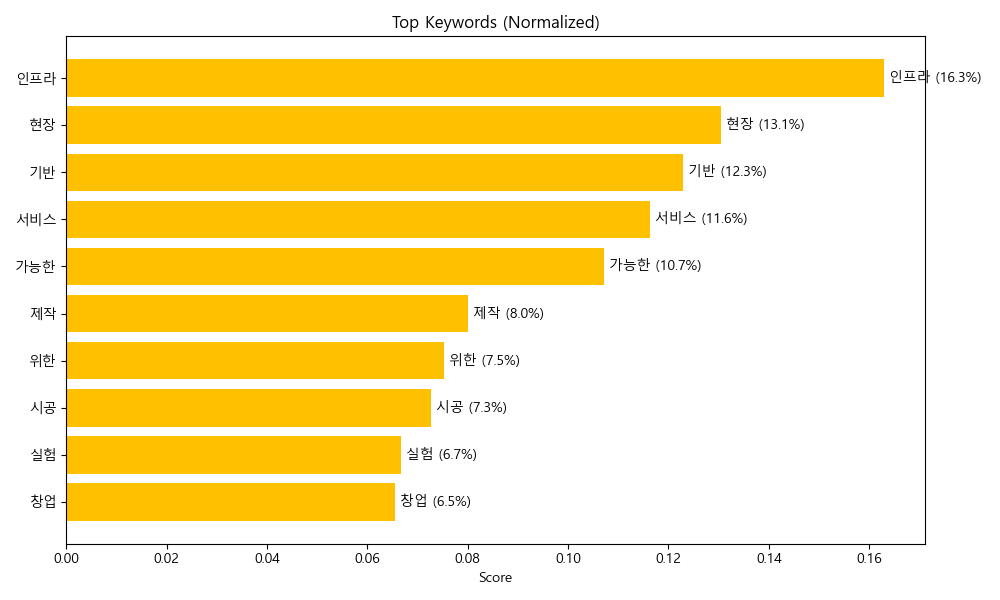 Top Keywords (Normalized)
인프라 인프라 (16.3%)
현장 현장 (13.1%)
기반 기반 (12.3%)
서비스 서비스 (11.6%)
가능한 가능한 (10.7%)
제작 제작 (8.0%)
위한 위한 (7.5%)
시공 시공 (7.3%)
실험 실험 (6.7%)
창업 창업 (6.5%)
0.00 0.02 0.04 0.06 0.08 0.10 0.12 0.14 0.16
Score